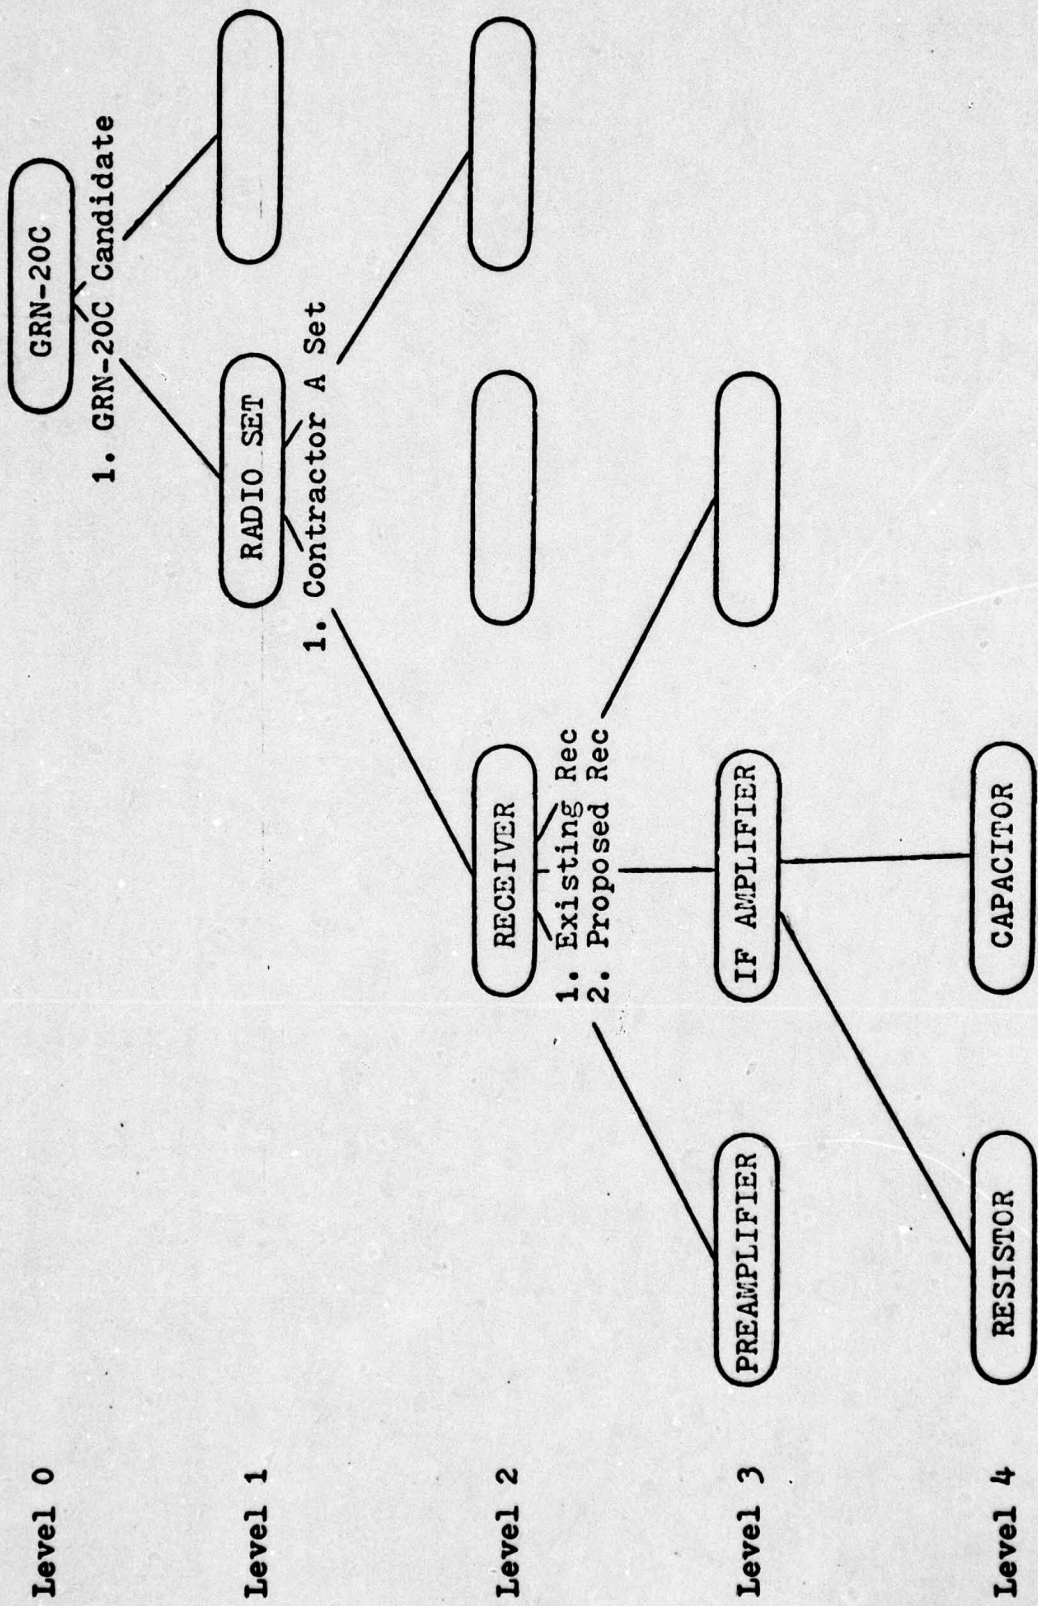 Level 0
GRN-20C
1. GRN-20C Candidate
Level 1
RADIO SET
1. Contractor A Set
Level 2
RECEIVER
1. Existing Rec
2. Proposed Rec
Level 3
PREAMPLIFIER
IF AMPLIFIER
Level 4
RESISTOR
CAPACITOR